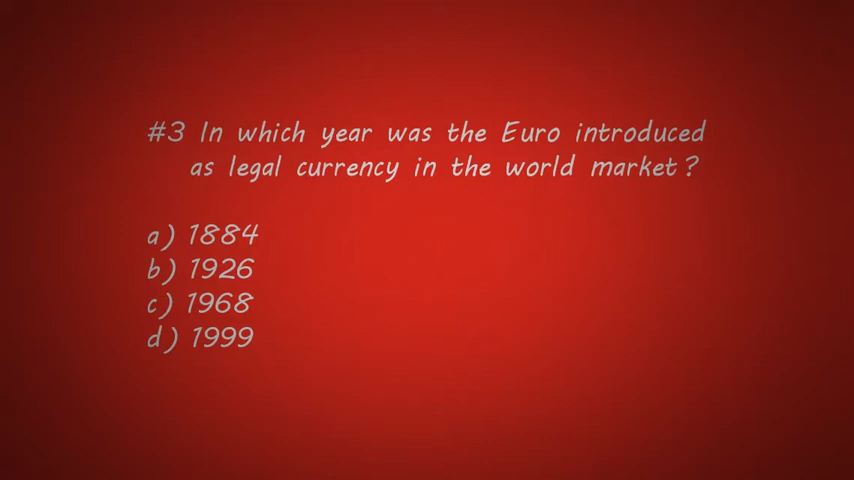 #3 In which year was the Euro introduced
as legal currency in the world market?
a) 1884
b) 1926
c) 1968
d) 1999